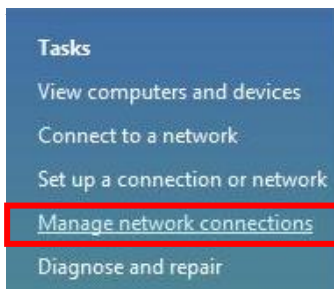 Tasks
View computers and devices
Connect to a network
Set up a connection or network
Manage network connections
Diagnose and repair